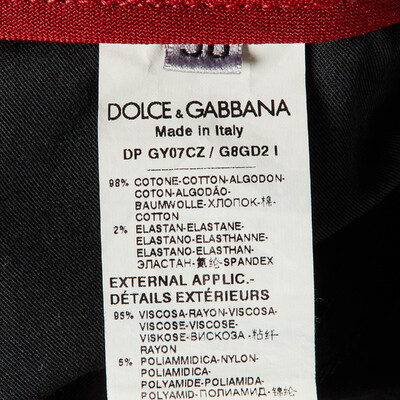 DOLCE & GABBANA
Made in Italy
DP GY07CZ / G8GD2 I
98% COTONE-COTTON-ALGODON-
COTON-ALGODÃO-
BAUMWOLLE-ХЛОПОК-棉-
COTTON
2% ELASTAN-ELASTANE-
ELASTANO-ELASTHANNE-
ELASTANO-ELASTHAN-
ЭЛАСТАН-氨纶-SPANDEX
EXTERNAL APPLIC.-
DÉTAILS EXTÉRIEURS
95% VISCOSA-RAYON-VISCOSA-
VISCOSE-VISCOSE-
VISKOSE-ВИСКОЗА-粘纤-
RAYON
5% POLIAMMIDICA-NYLON-
POLIAMIDICA-
POLYAMIDE-POLIAMIDA-
POLYAMID-ПОЛИАМИД-锦纶-